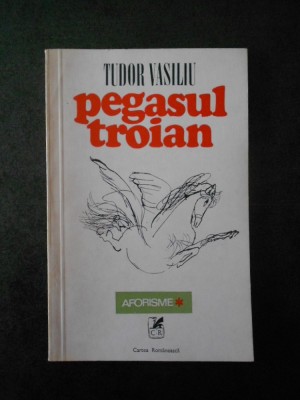 TUDOR VASILIU
pegasul
troian
AFORISME*
C R
Cartea Românească